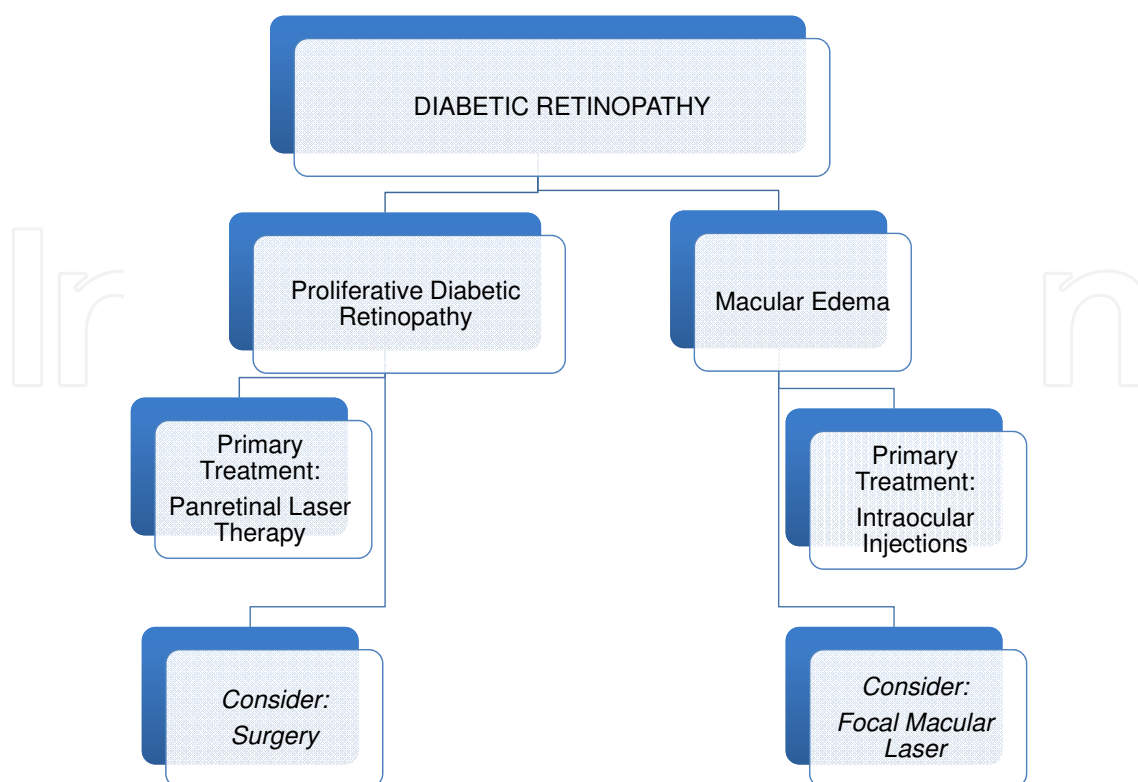 DIABETIC RETINOPATHY
Proliferative Diabetic
Retinopathy
Macular Edema
Primary
Treatment:
Panretinal Laser
Therapy
Primary
Treatment:
Intraocular
Injections
Consider:
Surgery
Consider:
Focal Macular
Laser